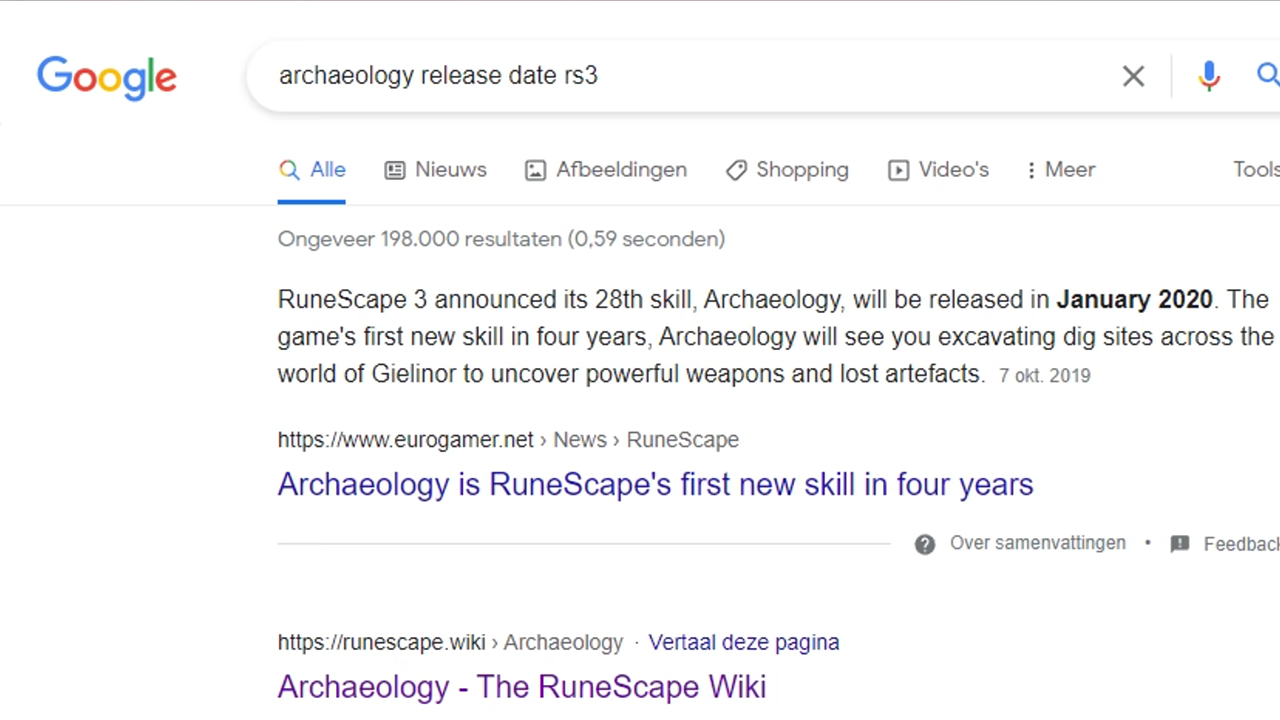 Google
archaeology release date rs3
Alle Nieuws Afbeeldingen Shopping Video's Meer Tools
Ongeveer 198.000 resultaten (0,59 seconden)
RuneScape 3 announced its 28th skill, Archaeology, will be released in January 2020. The
game's first new skill in four years, Archaeology will see you excavating dig sites across the
world of Gielinor to uncover powerful weapons and lost artefacts. 7 okt. 2019
https://www.eurogamer.net › News › RuneScape
Archaeology is RuneScape's first new skill in four years
Over samenvattingen • Feedback
https://runescape.wiki › Archaeology · Vertaal deze pagina
Archaeology - The RuneScape Wiki